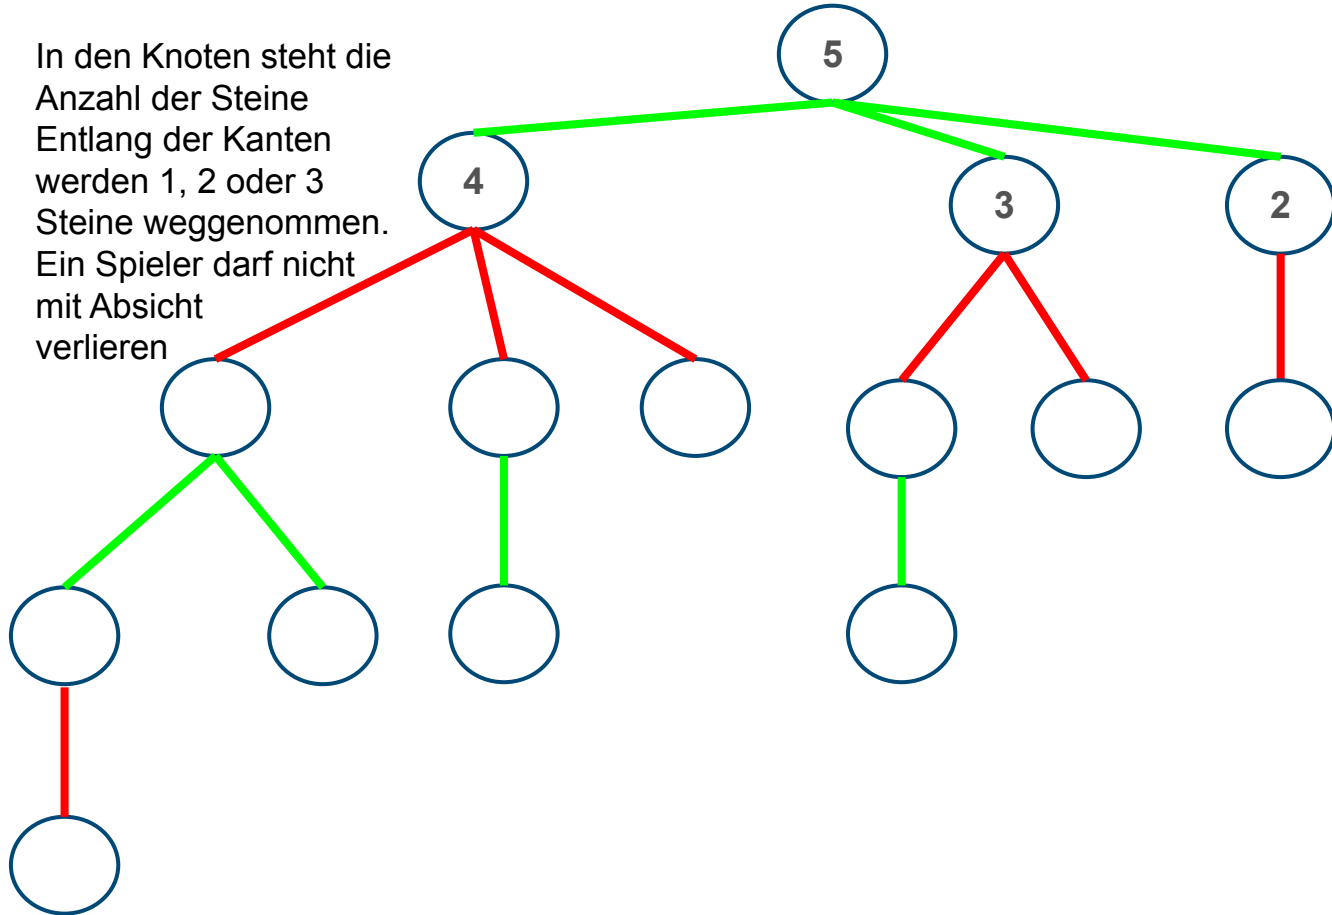 In den Knoten steht die
Anzahl der Steine
Entlang der Kanten
werden 1, 2 oder 3
Steine weggenommen.
Ein Spieler darf nicht
mit Absicht
verlieren
5
4
3
2